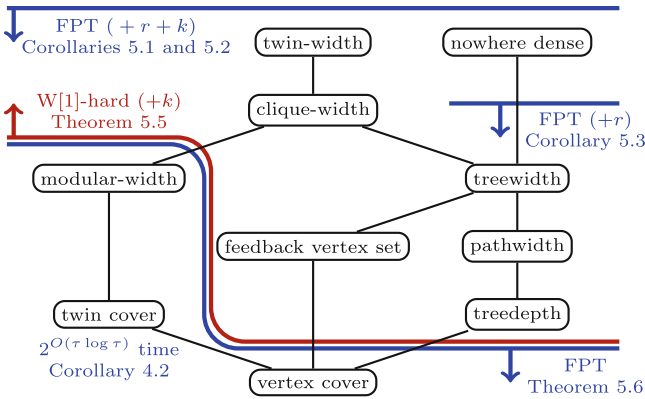 FPT (+r + k)
Corollaries 5.1 and 5.2
twin-width
nowhere dense
W[1]-hard (+k)
Theorem 5.5
clique-width
FPT (+r)
Corollary 5.3
modular-width
treewidth
feedback vertex set
pathwidth
twin cover
treedepth
2^{O(τ log τ)} time
Corollary 4.2
vertex cover
FPT
Theorem 5.6